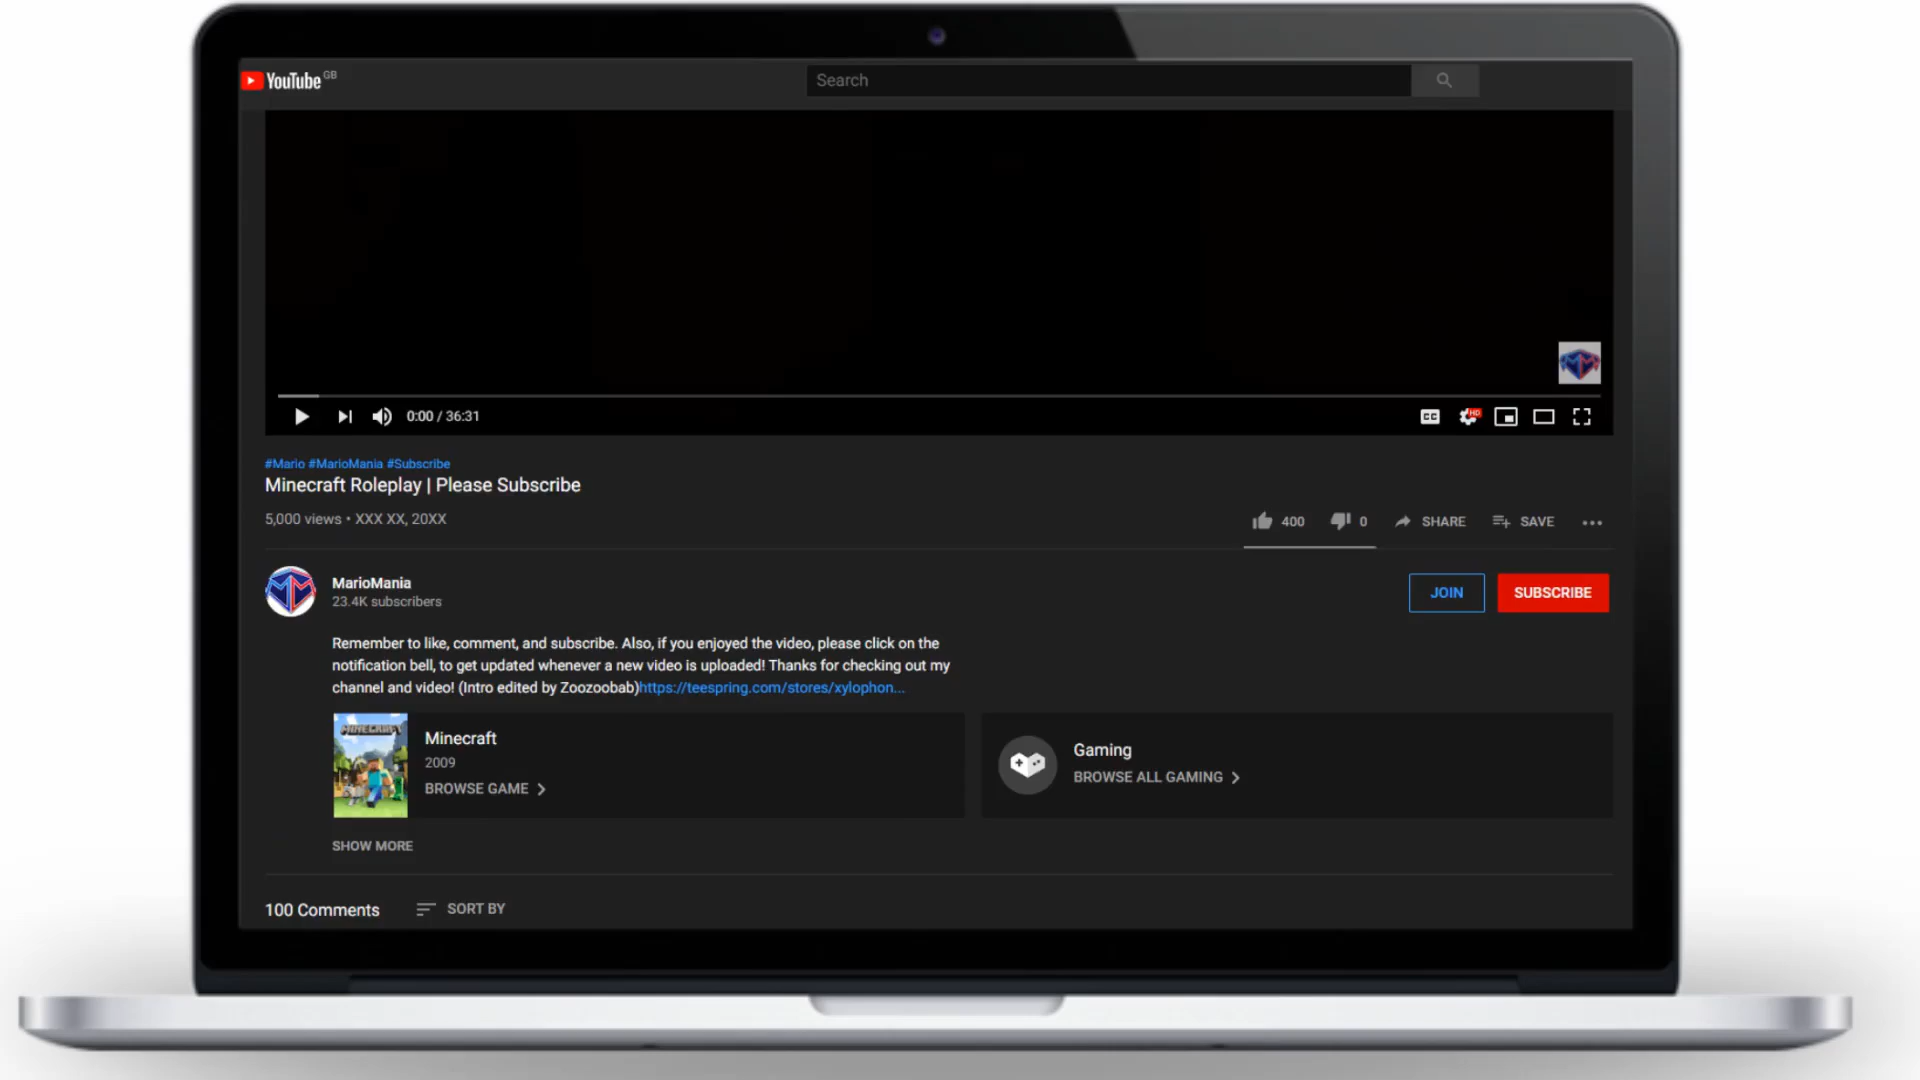 YouTube GB
Search
0:00 / 36:31
CC
HD
#Mario #MarioMania #Subscribe
Minecraft Roleplay | Please Subscribe
5,000 views • XXX XX, 20XX
400
0
SHARE
SAVE
MarioMania
23.4K subscribers
JOIN
SUBSCRIBE
Remember to like, comment, and subscribe. Also, if you enjoyed the video, please click on the
notification bell, to get updated whenever a new video is uploaded! Thanks for checking out my
channel and video! (Intro edited by Zoozoobab)https://teespring.com/stores/xylophon...
MINECRAFT
Minecraft
2009
BROWSE GAME
Gaming
BROWSE ALL GAMING
SHOW MORE
100 Comments
SORT BY